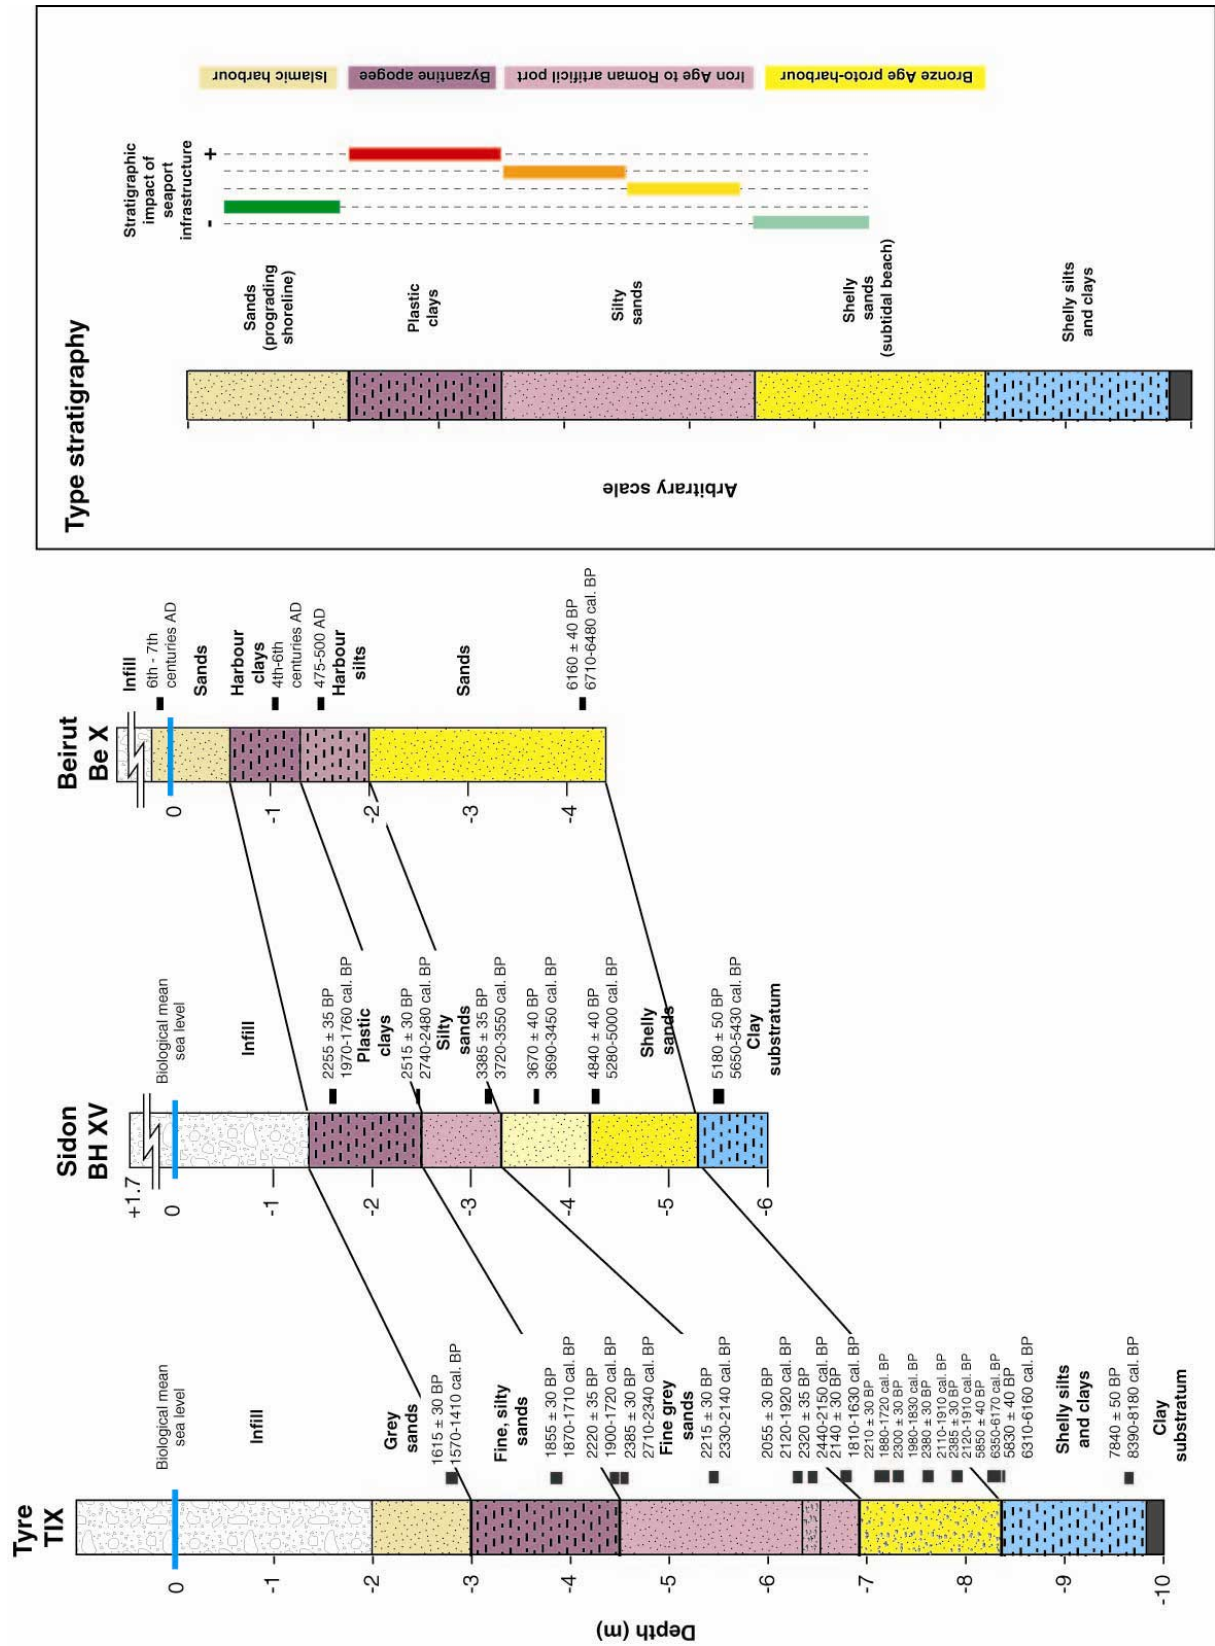 Tyre
TIX
Depth (m)
0
-1
-2
-3
-4
-5
-6
-7
-8
-9
-10
Biological mean
sea level
Infill
Grey
sands
1615 ± 30 BP
1570-1410 cal. BP
Fine, silty
sands
1855 ± 30 BP
1870-1710 cal. BP
2220 ± 35 BP
1900-1720 cal. BP
2385 ± 30 BP
2710-2340 cal. BP
Fine grey
sands
2215 ± 30 BP
2330-2140 cal. BP
2055 ± 30 BP
2120-1920 cal. BP
2320 ± 35 BP
2440-2150 cal. BP
2140 ± 30 BP
1810-1630 cal. BP
2210 ± 30 BP
1880-1720 cal. BP
2300 ± 30 BP
1980-1830 cal. BP
2380 ± 30 BP
2110-1910 cal. BP
2385 ± 30 BP
2120-1910 cal. BP
5850 ± 40 BP
6350-6170 cal. BP
5830 ± 40 BP
6310-6160 cal. BP
Shelly silts
and clays
7840 ± 50 BP
8390-8180 cal. BP
Clay
substratum
Sidon
BH XV
+1.7
0
-1
-2
-3
-4
-5
-6
Biological mean
sea level
Infill
2255 ± 35 BP
1970-1760 cal. BP
Plastic
clays
2515 ± 30 BP
2740-2480 cal. BP
Silty
sands
3385 ± 35 BP
3720-3550 cal. BP
3670 ± 40 BP
3690-3450 cal. BP
4840 ± 40 BP
5280-5000 cal. BP
Shelly
sands
5180 ± 50 BP
5650-5430 cal. BP
Clay
substratum
Beirut
Be X
0
-1
-2
-3
-4
Infill
6th - 7th
centuries AD
Sands
Harbour
clays
4th-6th
centuries AD
475-500 AD
Harbour
silts
Sands
6160 ± 40 BP
6710-6480 cal. BP
Type stratigraphy
Arbitrary scale
Sands
(prograding
shoreline)
Plastic
clays
Silty
sands
Shelly
sands
(subtidal beach)
Shelly silts
and clays
Stratigraphic
impact of
seaport
infrastructure
-
+
Islamic harbour
Byzantine apogee
Iron Age to Roman artificil port
Bronze Age proto-harbour